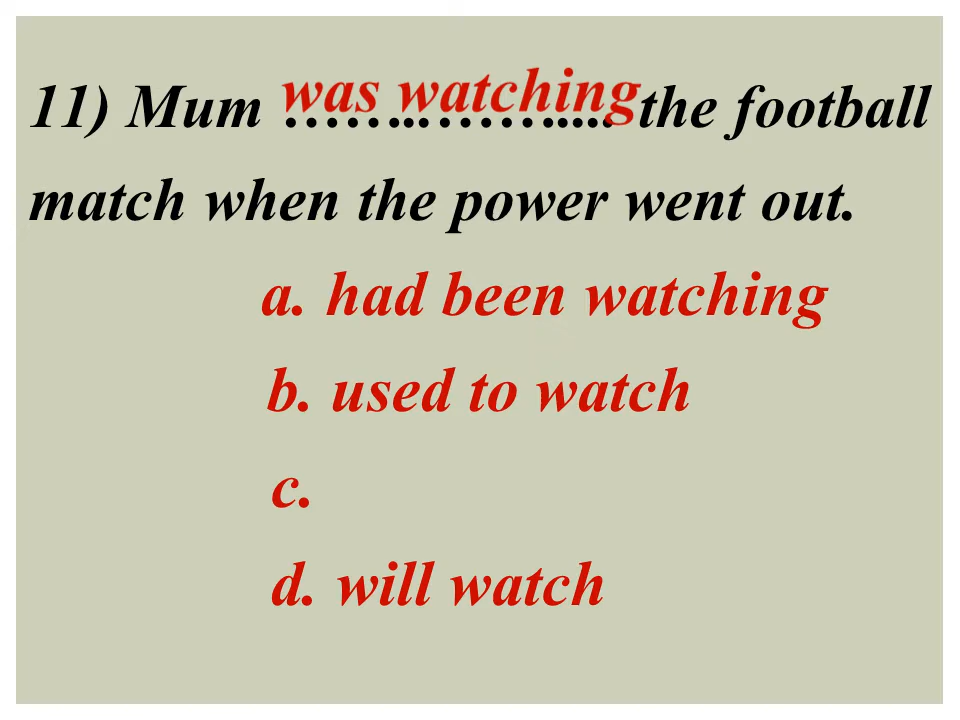 11) Mum ……..…….... was watching the football
match when the power went out.
a. had been watching
b. used to watch
c.
d. will watch